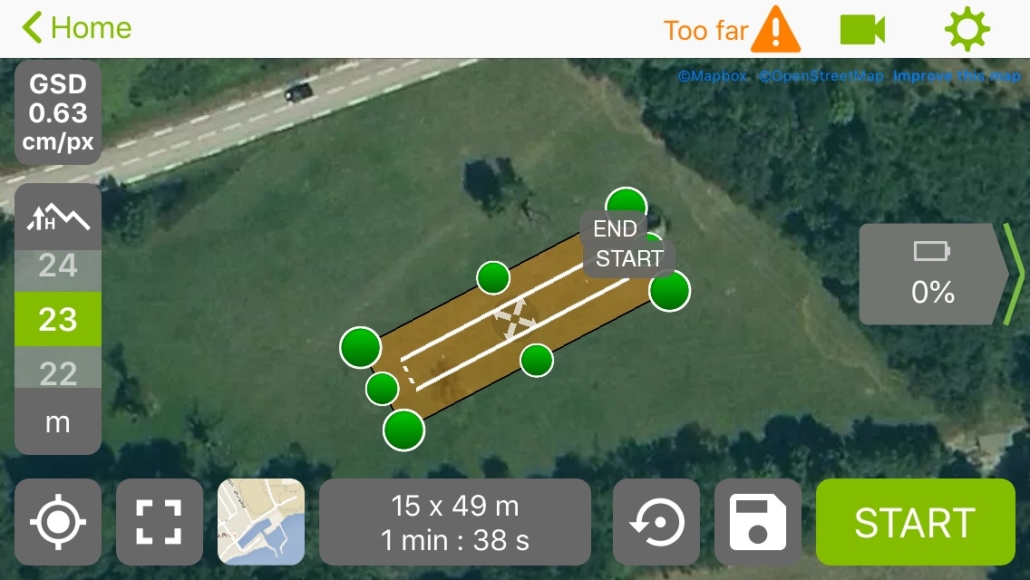 Home
Too far
©Mapbox ©OpenStreetMap Improve this map
GSD
0.63
cm/px
H
24
23
22
m
END
START
0%
15 x 49 m
1 min : 38 s
START